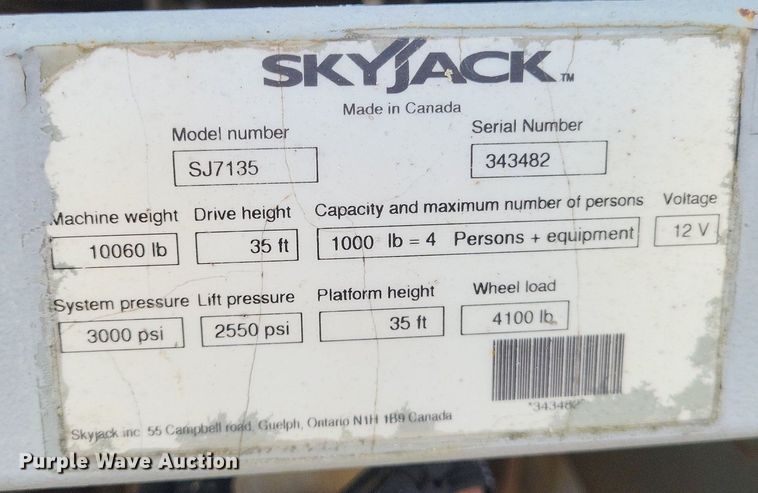 SKYJACK™
Made in Canada
Model number Serial Number
SJ7135 343482
Machine weight Drive height Capacity and maximum number of persons Voltage
10060 lb 35 ft 1000 lb = 4 Persons + equipment 12 V
System pressure Lift pressure Platform height Wheel load
3000 psi 2550 psi 35 ft 4100 lb
*343482*
Skyjack inc 55 Campbell road, Guelph, Ontario N1H 1B9 Canada
Purple Wave Auction